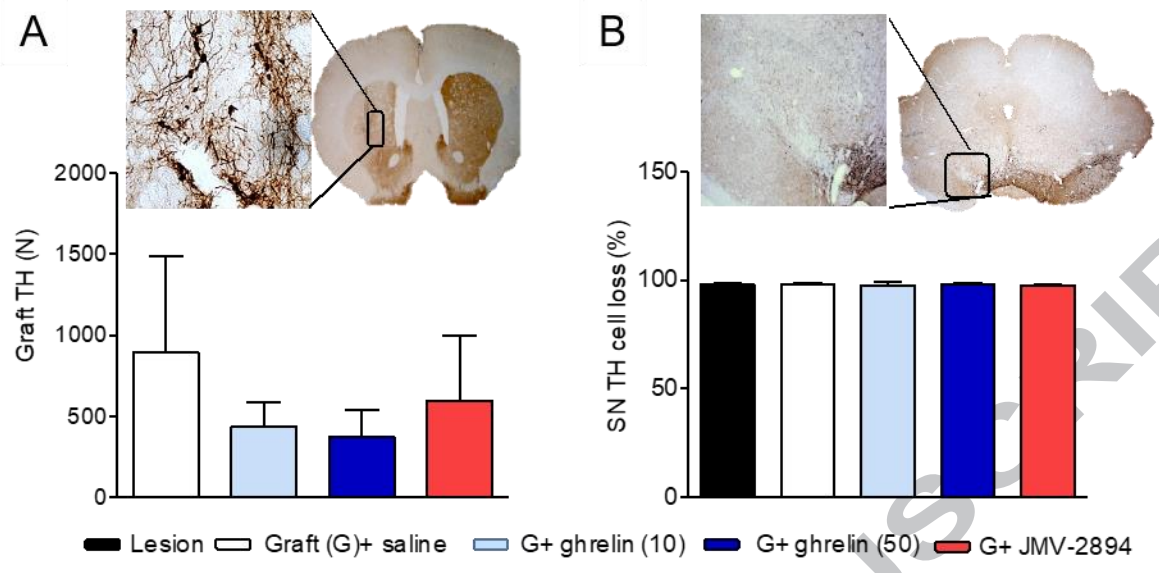 A
B
2000
1500
1000
500
0
Graft TH (N)
150
100
50
0
SN TH cell loss (%)
Lesion Graft (G)+ saline G+ ghrelin (10) G+ ghrelin (50) G+ JMV-2894